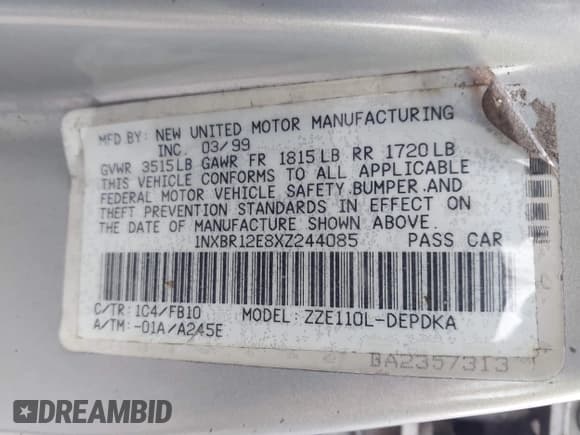 MFD BY: NEW UNITED MOTOR MANUFACTURING
INC. 03/99
GVWR 3515LB GAWR FR 1815LB RR 1720LB
THIS VEHICLE CONFORMS TO ALL APPLICABLE
FEDERAL MOTOR VEHICLE SAFETY,BUMPER,AND
THEFT PREVENTION STANDARDS IN EFFECT ON
THE DATE OF MANUFACTURE SHOWN ABOVE.
1NXBR12E8XZ244085 PASS CAR
C/TR: 1C4/FB10 MODEL: ZZE110L-DEPDKA
A/TM: -01A/A245E
BA2357313
DREAMBID